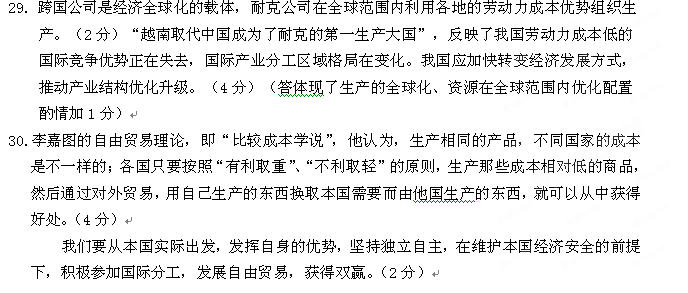 29. 跨国公司是经济全球化的载体，耐克公司在全球范围内利用各地的劳动力成本优势组织生
产。（2分）“越南取代中国成为了耐克的第一生产大国”，反映了我国劳动力成本低的
国际竞争优势正在失去，国际产业分工区域格局在变化。我国应加快转变经济发展方式，
推动产业结构优化升级。（4分）（答体现了生产的全球化、资源在全球范围内优化配置
酌情加1分）
30. 李嘉图的自由贸易理论，即“比较成本学说”，他认为，生产相同的产品，不同国家的成本
是不一样的；各国只要按照“有利取重”、“不利取轻”的原则，生产那些成本相对低的商品，
然后通过对外贸易，用自己生产的东西换取本国需要而由他国生产的东西，就可以从中获得
好处。（4分）
我们要从本国实际出发，发挥自身的优势，坚持独立自主，在维护本国经济安全的前提
下，积极参加国际分工，发展自由贸易，获得双赢。（2分）